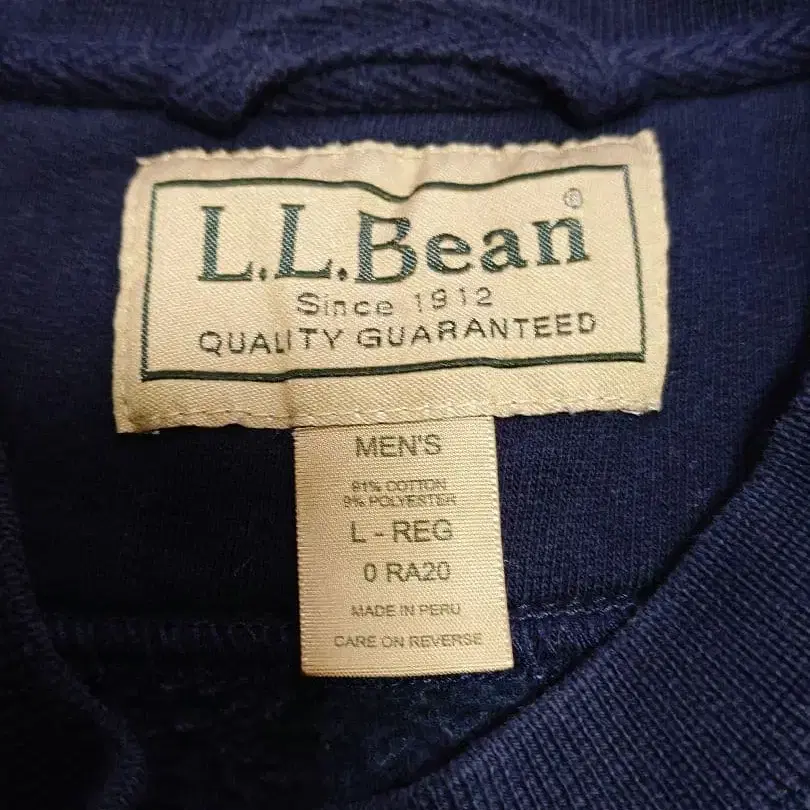 L.L.Bean®
Since 1912
QUALITY GUARANTEED
MEN'S
91% COTTON
9% POLYESTER
L - REG
0 RA20
MADE IN PERU
CARE ON REVERSE